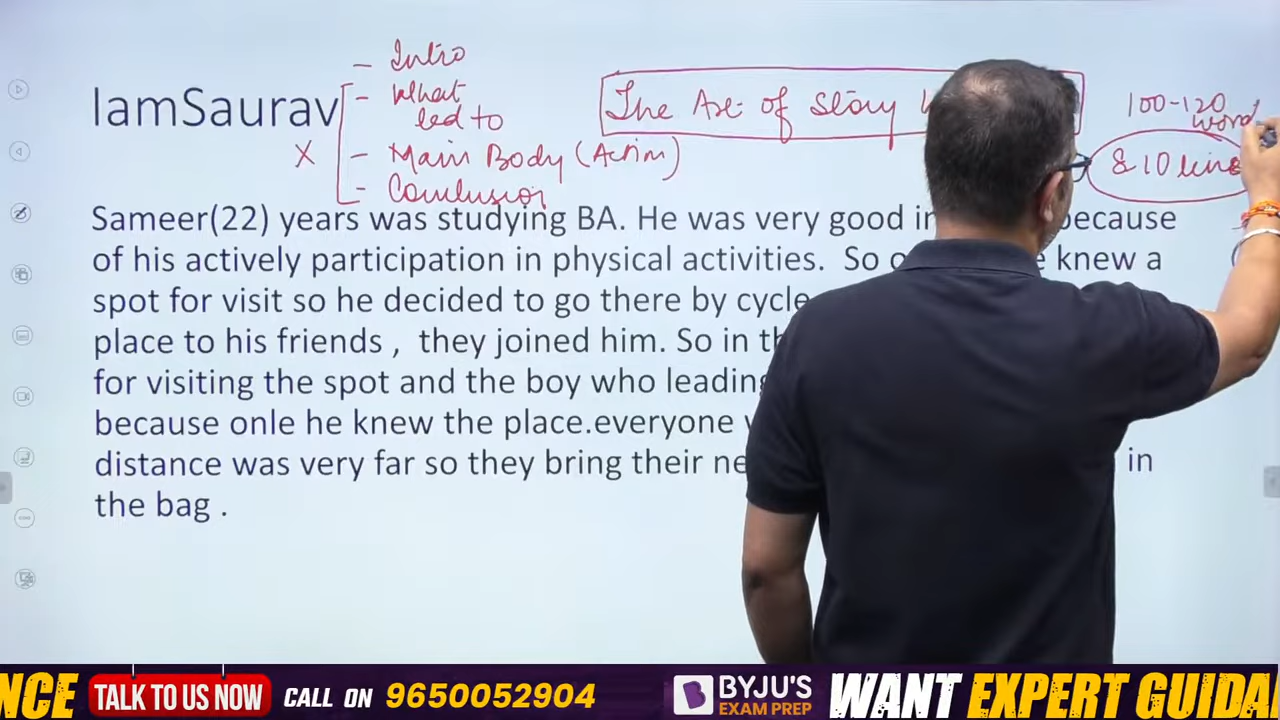 - Intro
IamSaurav
- What
led to
The Art of Story
100-120
words
X
- Main Body (Action)
& 10 lines
- Conclusion
Sameer(22) years was studying BA. He was very good in because
of his actively participation in physical activities. So knew a
spot for visit so he decided to go there by cycle
place to his friends , they joined him. So in
for visiting the spot and the boy who leading
because onle he knew the place.everyone
distance was very far so they bring their in
the bag .
NCE TALK TO US NOW CALL ON 9650052904 BYJU'S WANT EXPERT
EXAM PREP